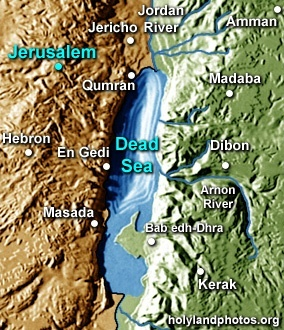 Jordan
River
Jericho
Amman
Jerusalem
Qumran
Madaba
Hebron
Dead
Sea
Dibon
En Gedi
Arnon
River
Masada
Bab edh-Dhra
Kerak
holylandphotos.org